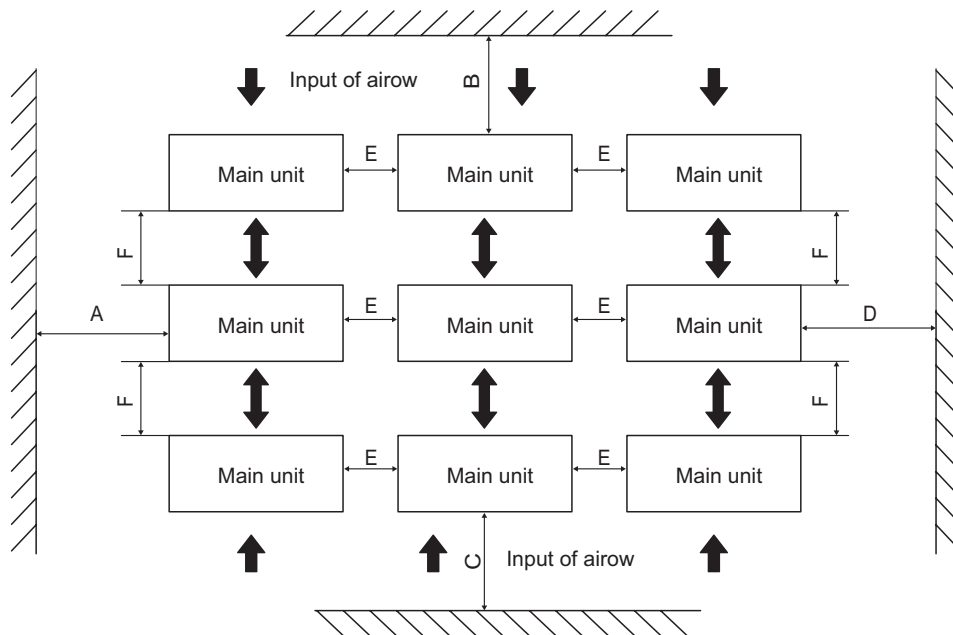 Input of airow
B
E E
Main unit Main unit Main unit
F F
A E E D
Main unit Main unit Main unit
F F
E E
Main unit Main unit Main unit
C Input of airow